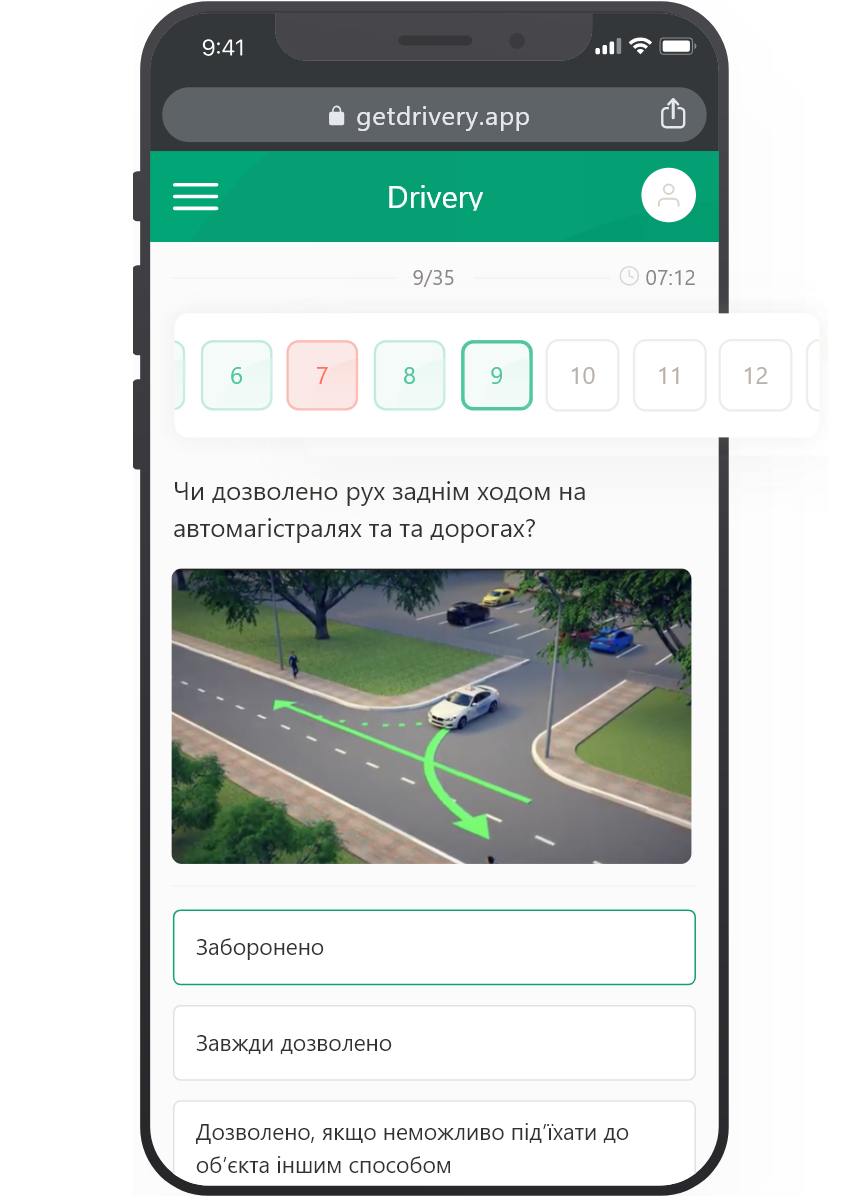 9:41
getdrivery.app
Drivery
9/35
07:12
6 7 8 9 10 11 12
Чи дозволено рух заднім ходом на
автомагістралях та та дорогах?
Заборонено
Завжди дозволено
Дозволено, якщо неможливо під’їхати до
об‘єкта іншим способом